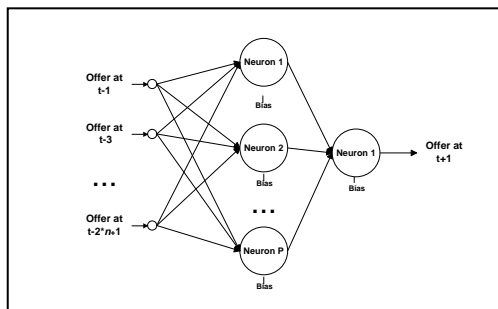 Offer at
t-1
Offer at
t-3
...
Offer at
t-2*n+1
Neuron 1
Bias
Neuron 2
Bias
...
Neuron P
Bias
Neuron 1
Bias
Offer at
t+1